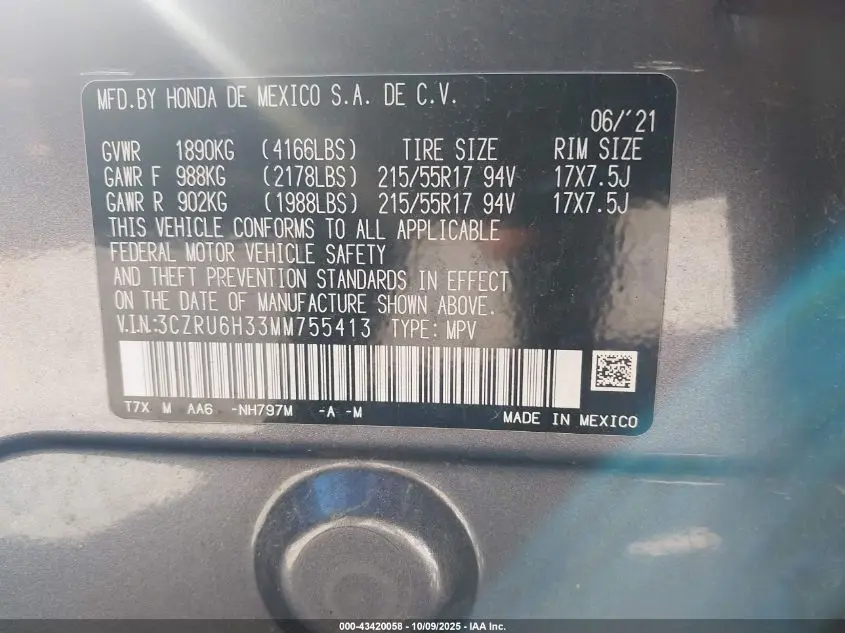 MFD.BY HONDA DE MEXICO S.A. DE C.V.
06/'21
GVWR 1890KG (4166LBS) TIRE SIZE RIM SIZE
GAWR F 988KG (2178LBS) 215/55R17 94V 17X7.5J
GAWR R 902KG (1988LBS) 215/55R17 94V 17X7.5J
THIS VEHICLE CONFORMS TO ALL APPLICABLE
FEDERAL MOTOR VEHICLE SAFETY
AND THEFT PREVENTION STANDARDS IN EFFECT
ON THE DATE OF MANUFACTURE SHOWN ABOVE.
V.I.N:3CZRU6H33MM755413 TYPE: MPV
T7X M AA6 -NH797M -A -M
MADE IN MEXICO
000-43420058 - 10/09/2025 - IAA Inc.